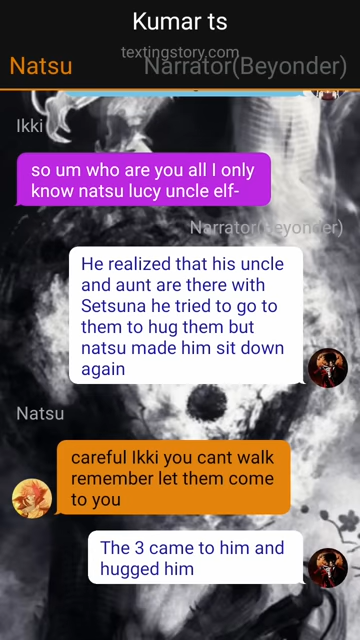 Kumar ts
textingstory.com
Natsu
Narrator(Beyonder)
Ikki
so um who are you all I only
know natsu lucy uncle elf-
Narrator(Beyonder)
He realized that his uncle
and aunt are there with
Setsuna he tried to go to
them to hug them but
natsu made him sit down
again
Natsu
careful Ikki you cant walk
remember let them come
to you
The 3 came to him and
hugged him